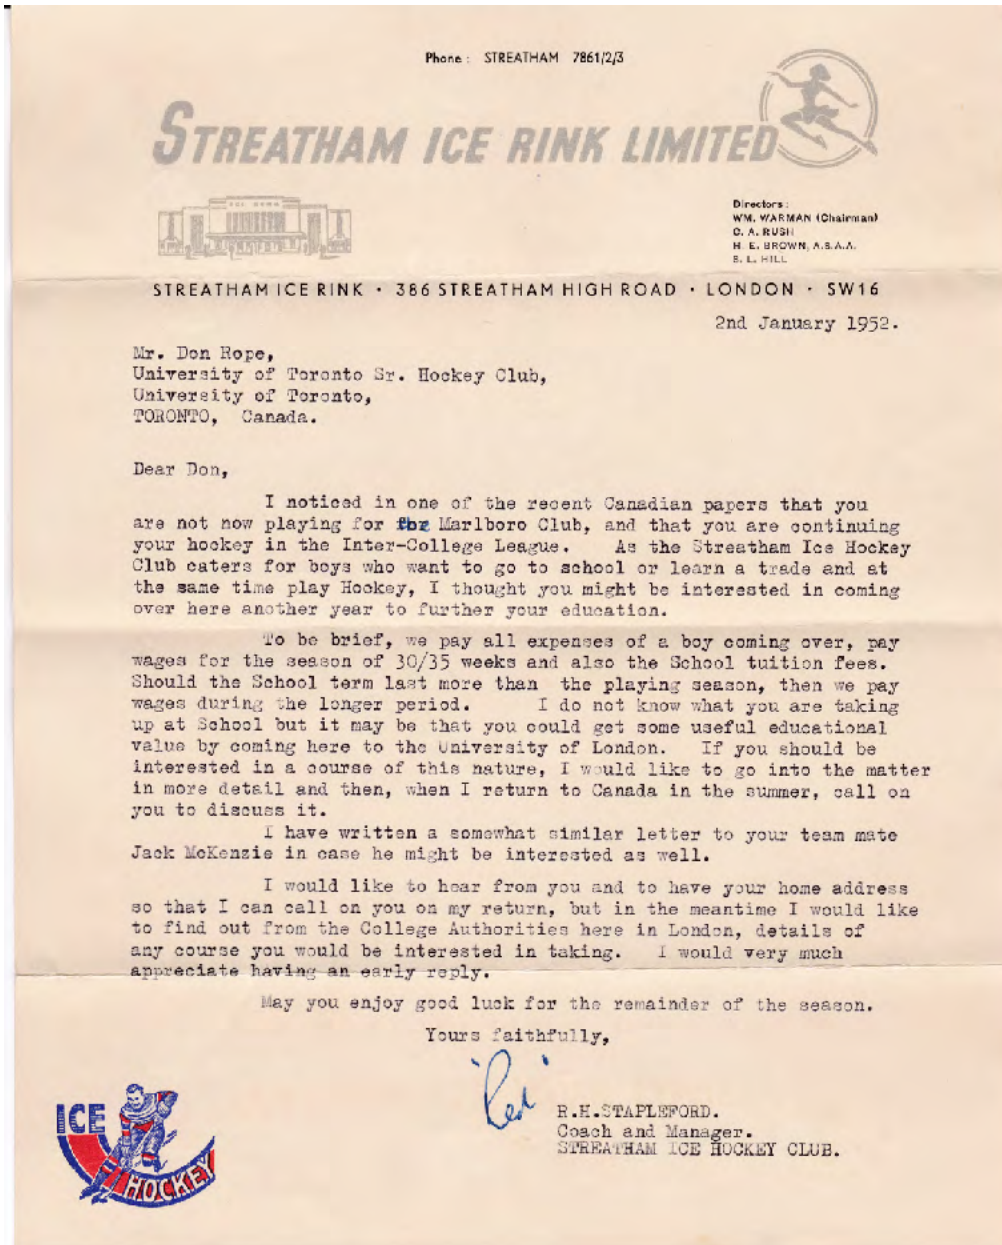 Phone : STREATHAM 7861/2/3
STREATHAM ICE RINK LIMITED
Directors :
WM. WARMAN (Chairman)
C. A. RUSH
H. E. BROWN, A.S.A.A.
S. L. HILL
STREATHAM ICE RINK · 386 STREATHAM HIGH ROAD · LONDON · SW16
2nd January 1952.
Mr. Don Rope,
University of Toronto Sr. Hockey Club,
University of Toronto,
TORONTO, Canada.
Dear Don,
I noticed in one of the recent Canadian papers that you
are not now playing for Marlboro Club, and that you are continuing
your hockey in the Inter-College League. As the Streatham Ice Hockey
Club caters for boys who want to go to school or learn a trade and at
the same time play Hockey, I thought you might be interested in coming
over here another year to further your education.
To be brief, we pay all expenses of a boy coming over, pay
wages for the season of 30/35 weeks and also the School tuition fees.
Should the School term last more than the playing season, then we pay
wages during the longer period. I do not know what you are taking
up at School but it may be that you could get some useful educational
value by coming here to the University of London. If you should be
interested in a course of this nature, I would like to go into the matter
in more detail and then, when I return to Canada in the summer, call on
you to discuss it.
I have written a somewhat similar letter to your team mate
Jack McKenzie in case he might be interested as well.
I would like to hear from you and to have your home address
so that I can call on you on my return, but in the meantime I would like
to find out from the College Authorities here in London, details of
any course you would be interested in taking. I would very much
appreciate having an early reply.
May you enjoy good luck for the remainder of the season.
Yours faithfully,
'Red'
R.H.STAPLEFORD.
Coach and Manager.
STREATHAM ICE HOCKEY CLUB.
ICE
HOCKEY